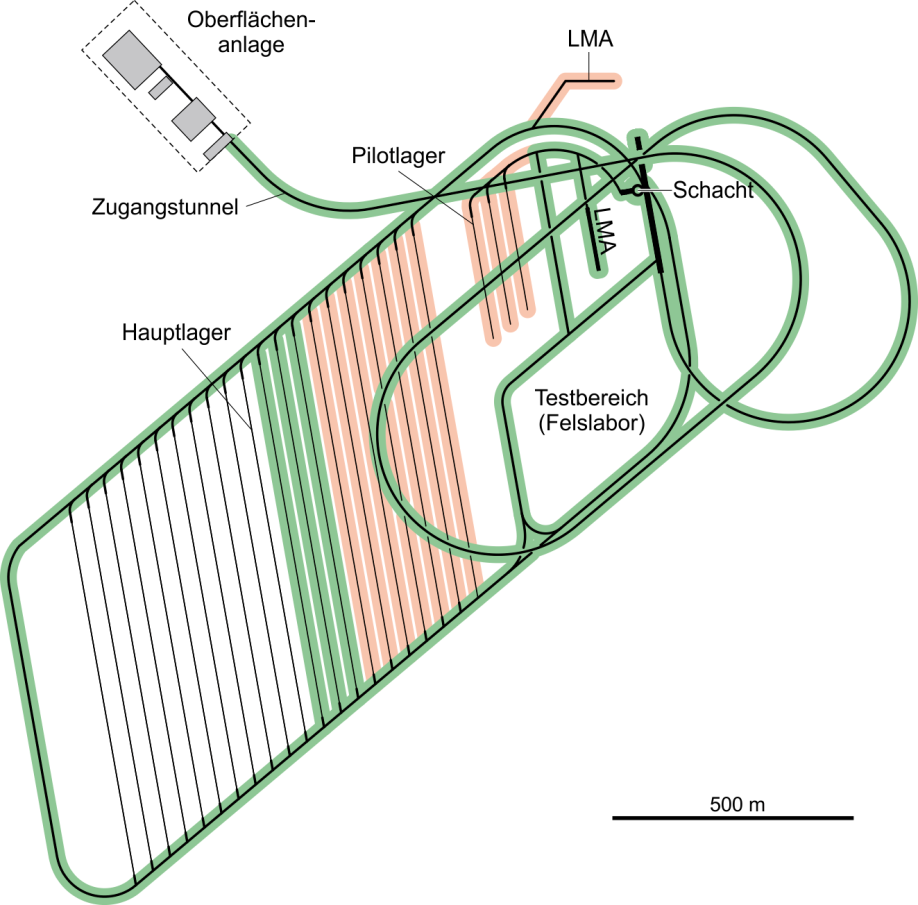 Oberflächen-
anlage
LMA
Pilotlager
Schacht
Zugangstunnel
LMA
Hauptlager
Testbereich
(Felslabor)
500 m